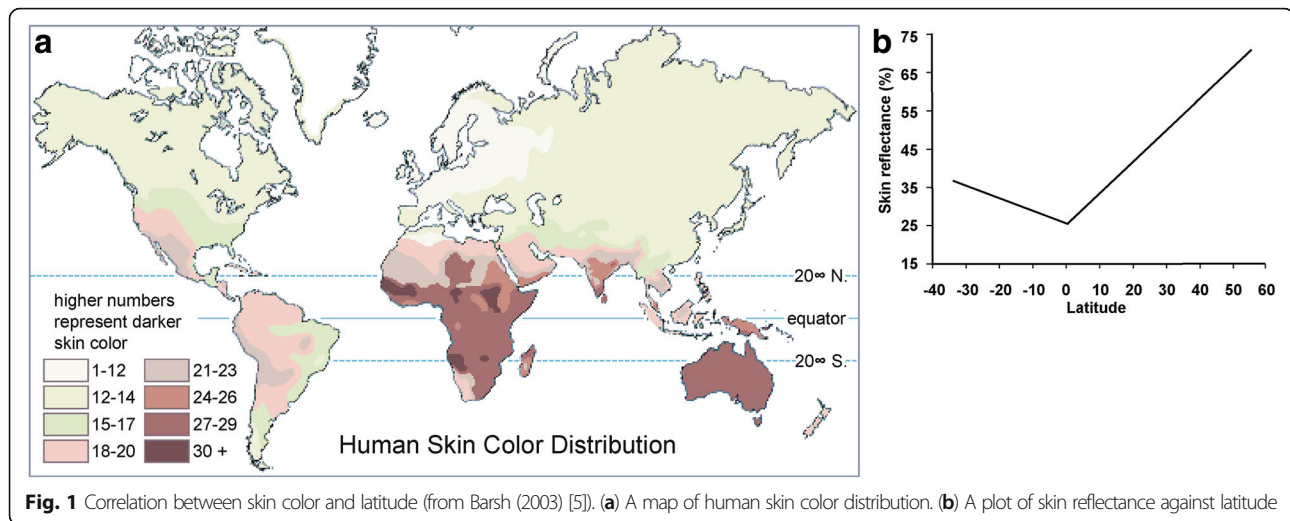 a
20∞ N.
equator
20∞ S.
higher numbers
represent darker
skin color
1-12
12-14
15-17
18-20
21-23
24-26
27-29
30 +
Human Skin Color Distribution
b
Skin reflectance (%)
75
65
55
45
35
25
15
-40 -30 -20 -10 0 10 20 30 40 50 60
Latitude
Fig. 1 Correlation between skin color and latitude (from Barsh (2003) [5]). (a) A map of human skin color distribution. (b) A plot of skin reflectance against latitude